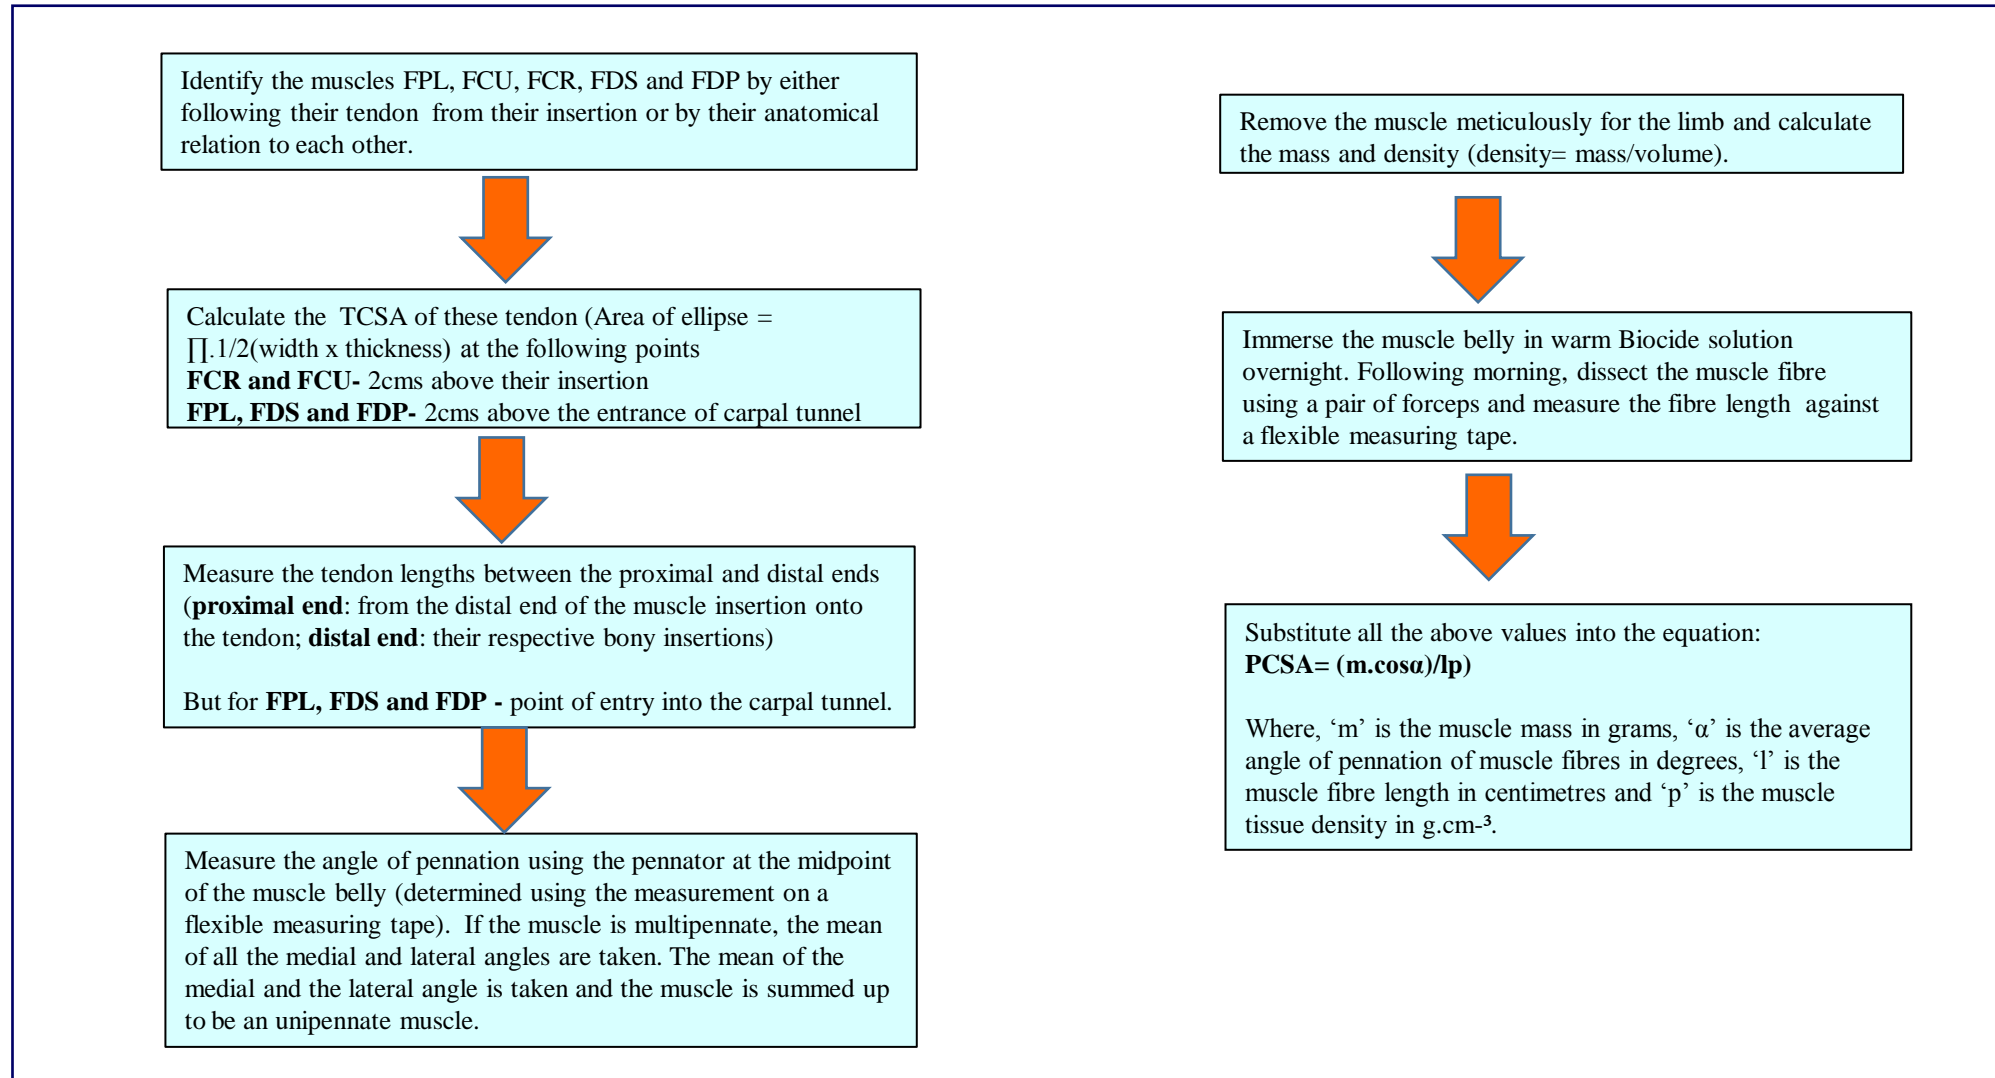 Identify the muscles FPL, FCU, FCR, FDS and FDP by either
following their tendon from their insertion or by their anatomical
relation to each other.
Calculate the TCSA of these tendon (Area of ellipse =
∏.1/2(width x thickness) at the following points
FCR and FCU- 2cms above their insertion
FPL, FDS and FDP- 2cms above the entrance of carpal tunnel
Measure the tendon lengths between the proximal and distal ends
(proximal end: from the distal end of the muscle insertion onto
the tendon; distal end: their respective bony insertions)
But for FPL, FDS and FDP - point of entry into the carpal tunnel.
Measure the angle of pennation using the pennator at the midpoint
of the muscle belly (determined using the measurement on a
flexible measuring tape). If the muscle is multipennate, the mean
of all the medial and lateral angles are taken. The mean of the
medial and the lateral angle is taken and the muscle is summed up
to be an unipennate muscle.
Remove the muscle meticulously for the limb and calculate
the mass and density (density= mass/volume).
Immerse the muscle belly in warm Biocide solution
overnight. Following morning, dissect the muscle fibre
using a pair of forceps and measure the fibre length against
a flexible measuring tape.
Substitute all the above values into the equation:
PCSA= (m.cosα)/lp)
Where, ‘m’ is the muscle mass in grams, ‘α’ is the average
angle of pennation of muscle fibres in degrees, ‘l’ is the
muscle fibre length in centimetres and ‘p’ is the muscle
tissue density in g.cm-³.